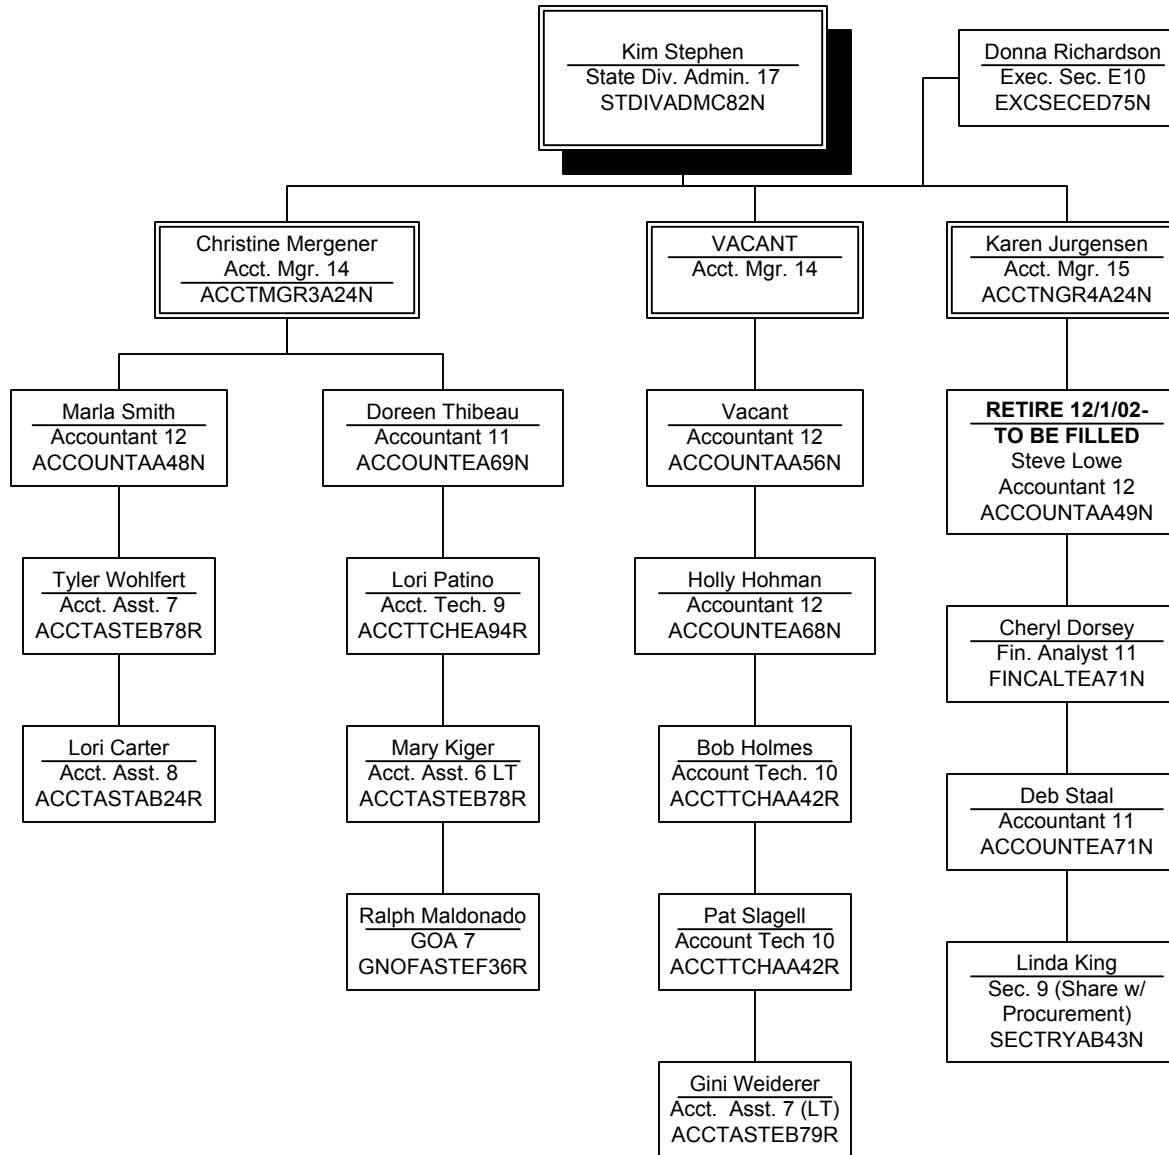 Kim Stephen
State Div. Admin. 17
STDIVADMC82N
Donna Richardson
Exec. Sec. E10
EXCSECED75N
Christine Mergener
Acct. Mgr. 14
ACCTMGR3A24N
VACANT
Acct. Mgr. 14
Karen Jurgensen
Acct. Mgr. 15
ACCTNGR4A24N
Marla Smith
Accountant 12
ACCOUNTAA48N
Doreen Thibeau
Accountant 11
ACCOUNTEA69N
Vacant
Accountant 12
ACCOUNTAA56N
RETIRE 12/1/02-
TO BE FILLED
Steve Lowe
Accountant 12
ACCOUNTAA49N
Tyler Wohlfert
Acct. Asst. 7
ACCTASTEB78R
Lori Patino
Acct. Tech. 9
ACCTTCHEA94R
Holly Hohman
Accountant 12
ACCOUNTEA68N
Cheryl Dorsey
Fin. Analyst 11
FINCALTEA71N
Lori Carter
Acct. Asst. 8
ACCTASTAB24R
Mary Kiger
Acct. Asst. 6 LT
ACCTASTEB78R
Bob Holmes
Account Tech. 10
ACCTTCHAA42R
Deb Staal
Accountant 11
ACCOUNTEA71N
Ralph Maldonado
GOA 7
GNOFASTEF36R
Pat Slagell
Account Tech 10
ACCTTCHAA42R
Linda King
Sec. 9 (Share w/
Procurement)
SECTRYAB43N
Gini Weiderer
Acct.  Asst. 7 (LT)
ACCTASTEB79R